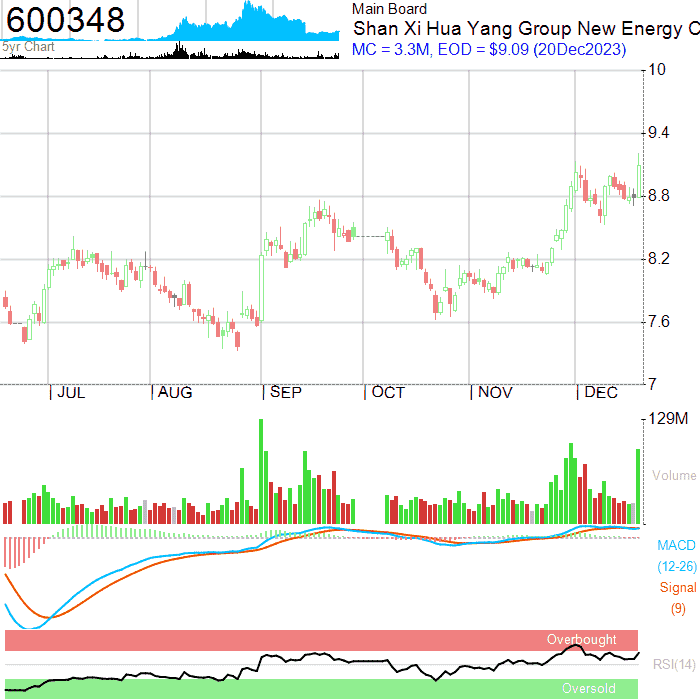 600348
5yr Chart
Main Board
Shan Xi Hua Yang Group New Energy C
MC = 3.3M, EOD = $9.09 (20Dec2023)
10
9.4
8.8
8.2
7.6
7
JUL AUG SEP OCT NOV DEC
129M
Volume
MACD
(12-26)
Signal
(9)
Overbought
RSI(14)
Oversold